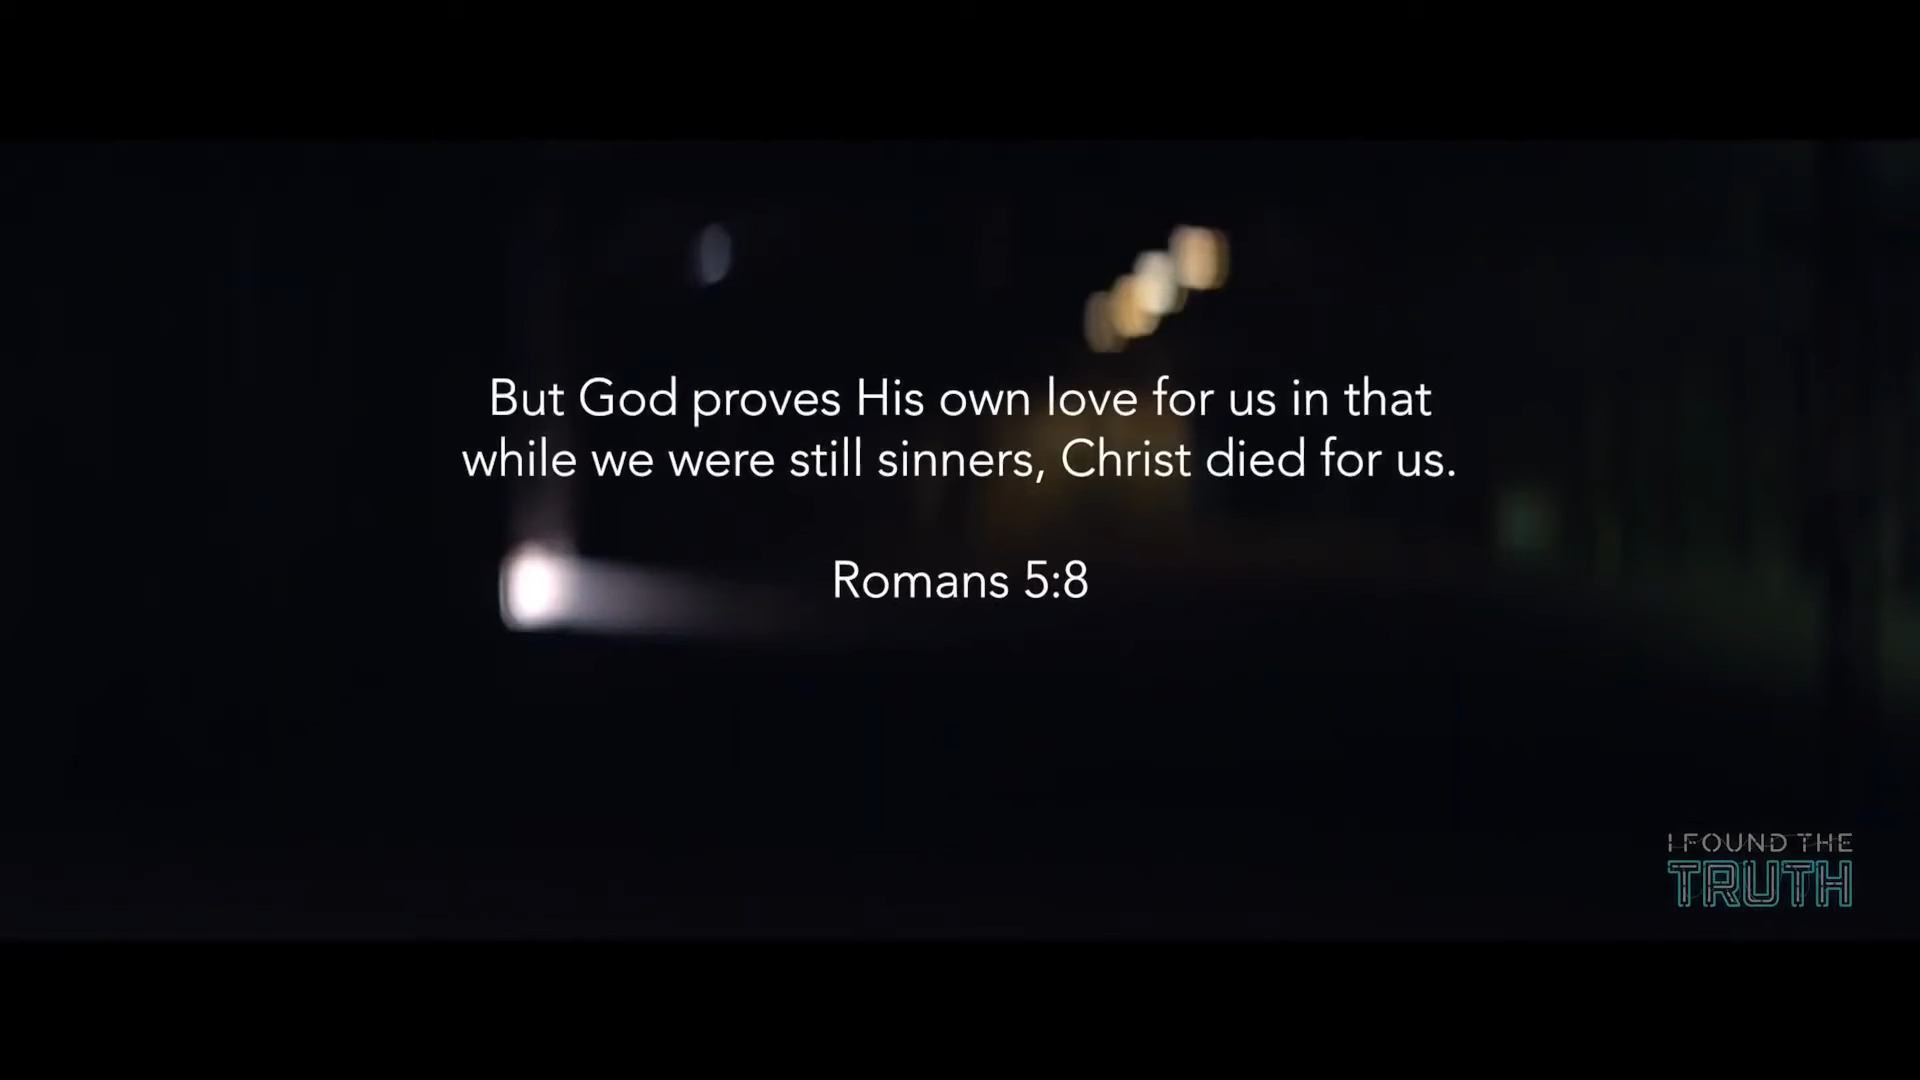 But God proves His own love for us in that
while we were still sinners, Christ died for us.
Romans 5:8
I FOUND THE
TRUTH